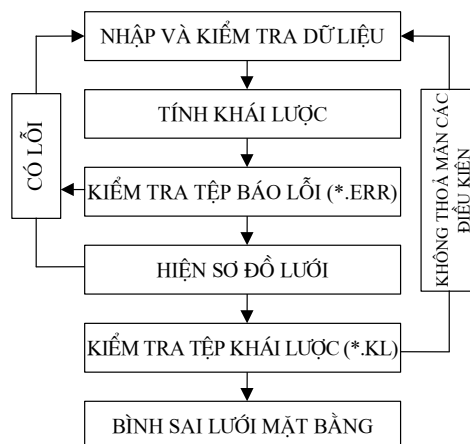 NHẬP VÀ KIỂM TRA DỮ LIỆU
TÍNH KHÁI LƯỢC
CÓ LỖI
KIỂM TRA TỆP BÁO LỖI (*.ERR)
KHÔNG THOẢ MÃN CÁC
ĐIỀU KIỆN
HIỆN SƠ ĐỒ LƯỚI
KIỂM TRA TỆP KHÁI LƯỢC (*.KL)
BÌNH SAI LƯỚI MẶT BẰNG